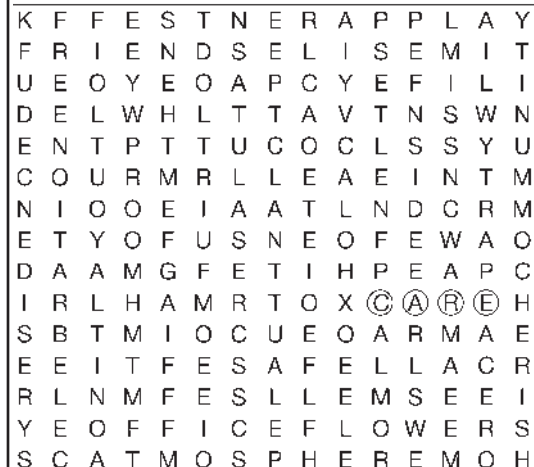 K F F E S T N E R A P P L A Y
F R I E N D S E L I S E M I T
U E O Y E O A P C Y E F I L I
D E L W H L T T A V T N S W N
E N T P T T U C O C L S S Y U
C O U R M R L L E A E I N T M
N I O O E I A A T L N D C R M
E T Y O F U S N E O F E W A O
D A A M G F E T I H P E A P C
I R L H A M R T O X C A R E H
S B T M I O C U E O A R M A E
E E I T F E S A F E L L A C R
R L N M F E S L L E M S E E I
Y E O F F I C E F L O W E R S
S C A T M O S P H E R E M O H